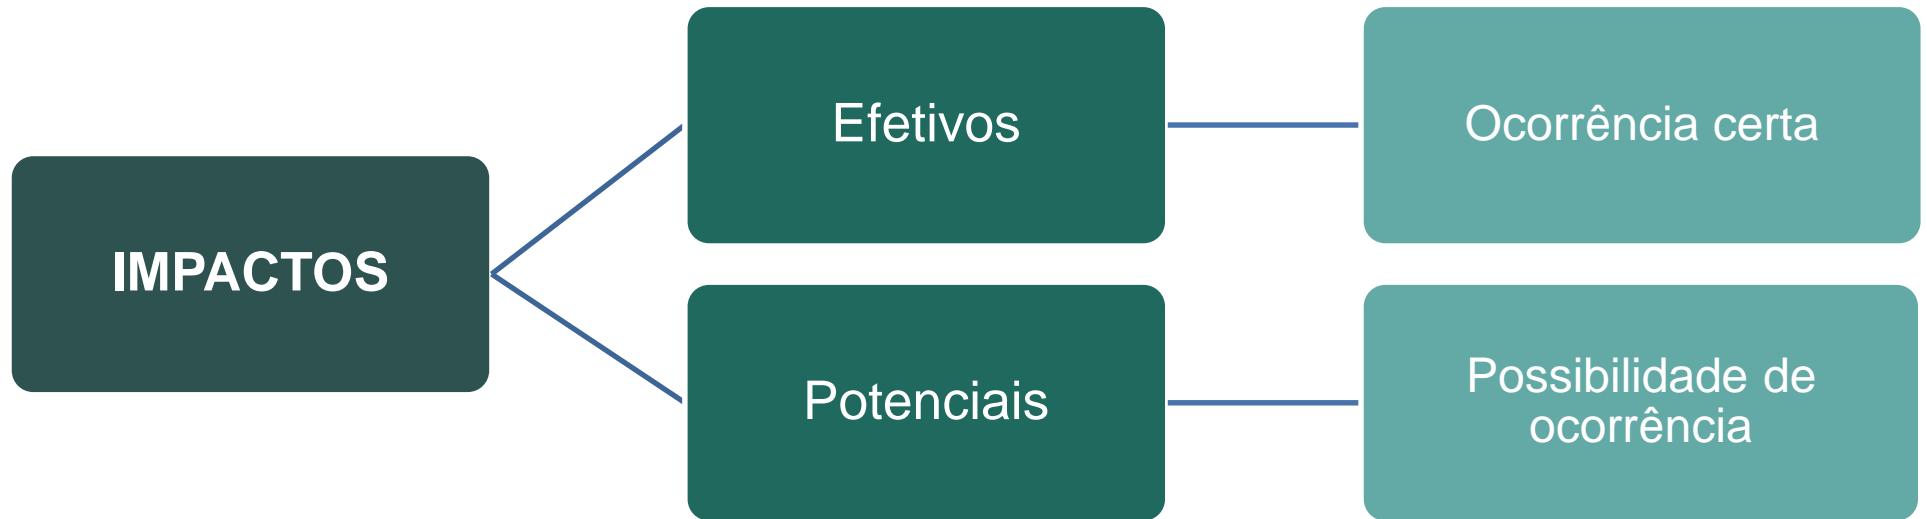 IMPACTOS
Efetivos
Ocorrência certa
Potenciais
Possibilidade de
ocorrência